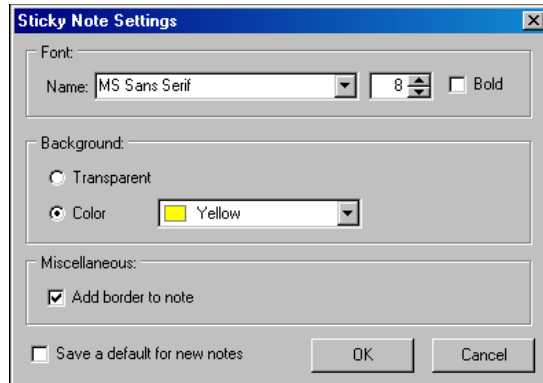 Sticky Note Settings
Font:
Name: MS Sans Serif 8 Bold
Background:
Transparent
Color Yellow
Miscellaneous:
Add border to note
Save a default for new notes OK Cancel